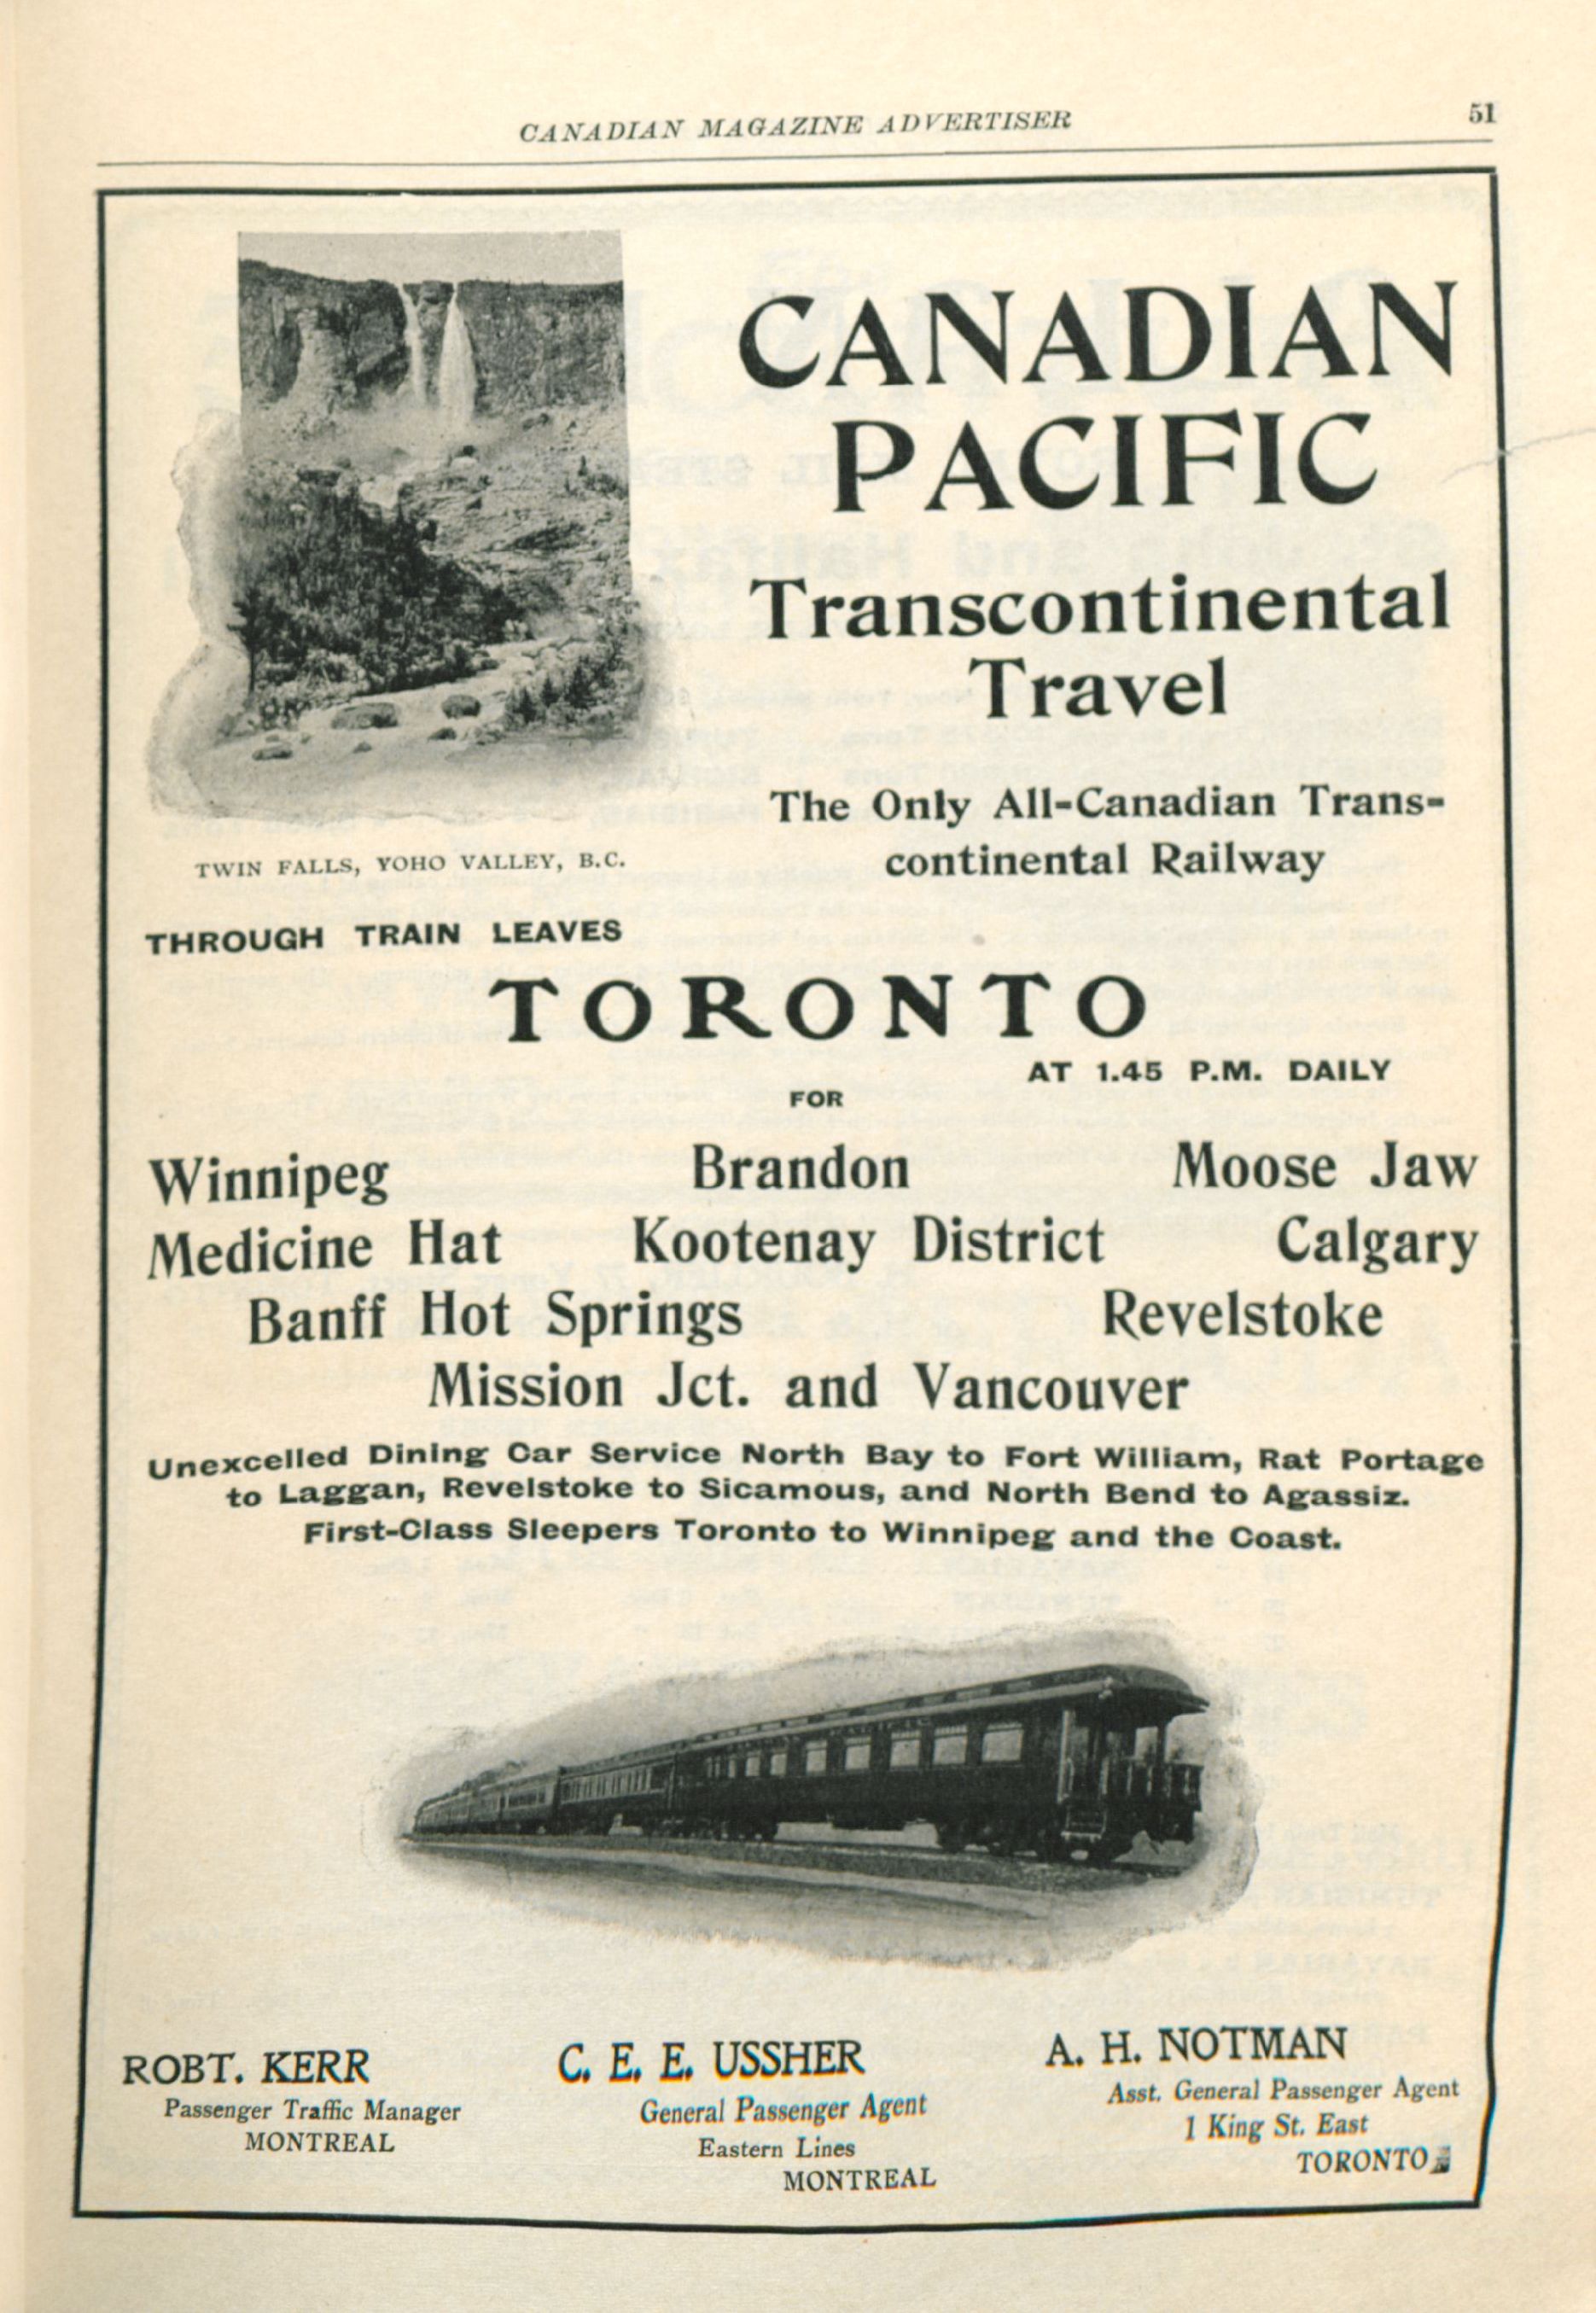 CANADIAN MAGAZINE ADVERTISER 51
CANADIAN
PACIFIC
Transcontinental
Travel
The Only All-Canadian Trans-
continental Railway
TWIN FALLS, YOHO VALLEY, B.C.
THROUGH TRAIN LEAVES
TORONTO
AT 1.45 P.M. DAILY
FOR
Winnipeg Brandon Moose Jaw
Medicine Hat Kootenay District Calgary
Banff Hot Springs Revelstoke
Mission Jct. and Vancouver
Unexcelled Dining Car Service North Bay to Fort William, Rat Portage
to Laggan, Revelstoke to Sicamous, and North Bend to Agassiz.
First-Class Sleepers Toronto to Winnipeg and the Coast.
ROBT. KERR
Passenger Traffic Manager
MONTREAL
C. E. E. USSHER
General Passenger Agent
Eastern Lines
MONTREAL
A. H. NOTMAN
Asst. General Passenger Agent
1 King St. East
TORONTO